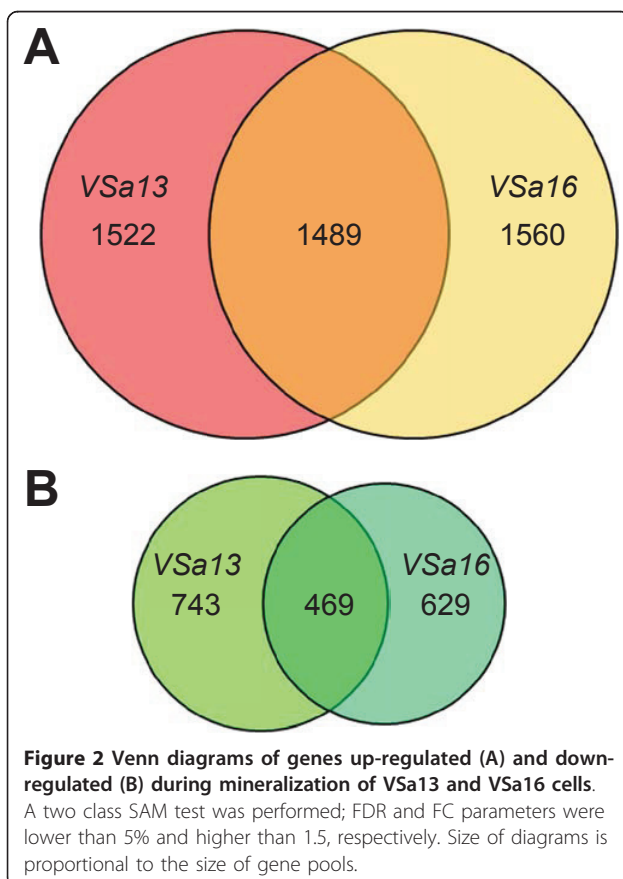 A
VSa13
1522
1489
VSa16
1560
B
VSa13
743
469
VSa16
629
Figure 2 Venn diagrams of genes up-regulated (A) and down-
regulated (B) during mineralization of VSa13 and VSa16 cells.
A two class SAM test was performed; FDR and FC parameters were
lower than 5% and higher than 1.5, respectively. Size of diagrams is
proportional to the size of gene pools.